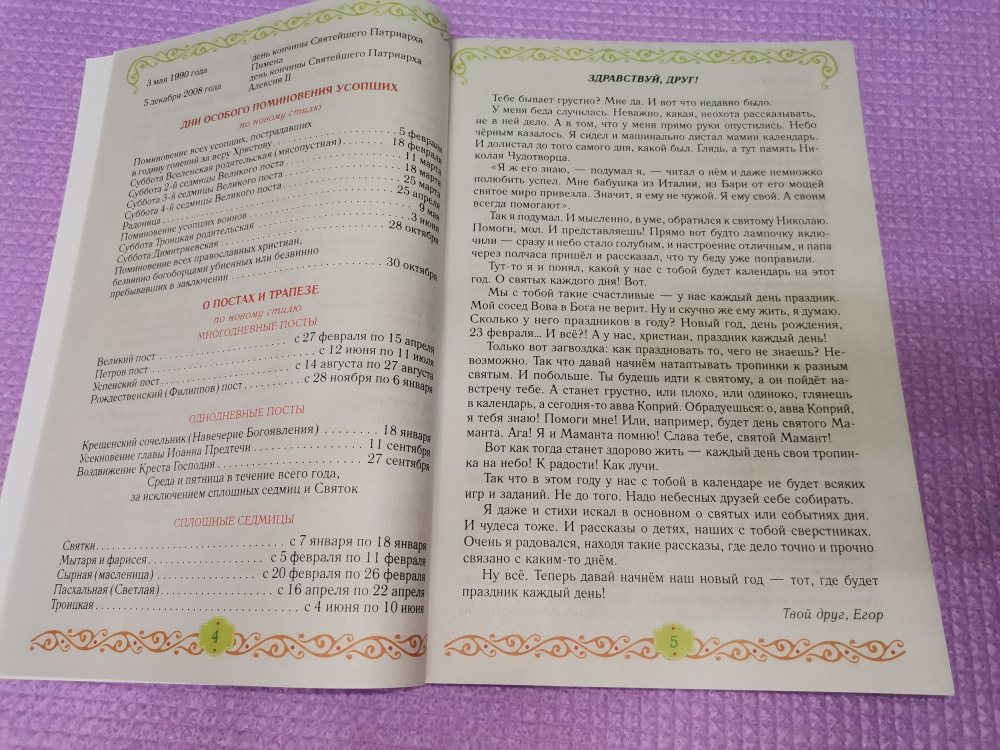 3 мая 1990 года день кончины Святейшего Патриарха
Пимена
5 декабря 2008 года день кончины Святейшего Патриарха
Алексия II
ДНИ ОСОБОГО ПОМИНОВЕНИЯ УСОПШИХ
по новому стилю
Поминовение всех усопших, пострадавших
в годину гонений за веру Христову . . . . . . . . . . 5 февраля
Суббота Вселенская родительская (мясопустная) . . . . . . . . . . 18 февраля
Суббота 2-й седмицы Великого поста . . . . . . . . . . 11 марта
Суббота 3-й седмицы Великого поста . . . . . . . . . . 18 марта
Суббота 4-й седмицы Великого поста . . . . . . . . . . 25 марта
Радоница . . . . . . . . . . 25 апреля
Поминовение усопших воинов . . . . . . . . . . 9 мая
Суббота Троицкая родительская . . . . . . . . . . 3 июня
Суббота Димитриевская . . . . . . . . . . 28 октября
Поминовение всех православных христиан,
безвинно богоборцами убиенных или безвинно
пребывавших в заключении . . . . . . . . . . 30 октября
О ПОСТАХ И ТРАПЕЗЕ
по новому стилю
МНОГОДНЕВНЫЕ ПОСТЫ
Великий пост . . . . . . . . . . с 27 февраля по 15 апреля
Петров пост . . . . . . . . . . с 12 июня по 11 июля
Успенский пост . . . . . . . . . . с 14 августа по 27 августа
Рождественский (Филиппов) пост . . . . . . . . . . с 28 ноября по 6 января
ОДНОДНЕВНЫЕ ПОСТЫ
Крещенский сочельник (Навечерие Богоявления) . . . . . . . . 18 января
Усекновение главы Иоанна Предтечи . . . . . . . . . . 11 сентября
Воздвижение Креста Господня . . . . . . . . . . 27 сентября
Среда и пятница в течение всего года,
за исключением сплошных седмиц и Святок
СПЛОШНЫЕ СЕДМИЦЫ
Святки . . . . . . . . . . с 7 января по 18 января
Мытаря и фарисея . . . . . . . . . . с 5 февраля по 11 февраля
Сырная (масленица) . . . . . . . . . . с 20 февраля по 26 февраля
Пасхальная (Светлая) . . . . . . . . . . с 16 апреля по 22 апреля
Троицкая . . . . . . . . . . с 4 июня по 10 июня
4
ЗДРАВСТВУЙ, ДРУГ!
Тебе бывает грустно? Мне да. И вот что недавно было.
У меня беда случилась. Неважно, какая, неохота рассказывать,
не в ней дело. А в том, что у меня прямо руки опустились. Небо
чёрным казалось. Я сидел и машинально листал мамин календарь.
И долистал до того самого дня, какой был. Глядь, а тут память Ни-
колая Чудотворца.
«Я ж его знаю, — подумал я, — читал о нём и даже немножко
полюбить успел. Мне бабушка из Италии, из Бари от его мощей
святое миро привезла. Значит, я ему не чужой. Я ему свой. А своим
всегда помогают».
Так я подумал. И мысленно, в уме, обратился к святому Николаю.
Помоги, мол. И представляешь! Прямо вот будто лампочку вклю-
чили — сразу и небо стало голубым, и настроение отличным, и папа
через полчаса пришёл и рассказал, что ту беду уже поправили.
Тут-то я и понял, какой у нас с тобой будет календарь на этот
год. О святых каждого дня! Вот.
Мы с тобой такие счастливые — у нас каждый день праздник.
Мой сосед Вова в Бога не верит. Ну и скучно же ему жить, я думаю.
Сколько у него праздников в году? Новый год, день рождения,
23 февраля... И всё?! А у нас, христиан, праздник каждый день!
Только вот загвоздка: как праздновать то, чего не знаешь? Не-
возможно. Так что давай начнём натаптывать тропинки к разным
святым. И побольше. Ты будешь идти к святому, а он пойдёт на-
встречу тебе. А станет грустно, или плохо, или одиноко, глянешь
в календарь, а сегодня-то авва Коприй. Обрадуешься: о, авва Коприй,
я тебя знаю! Помоги мне! Или, например, будет день святого Ма-
манта. Ага! Я и Маманта помню! Слава тебе, святой Мамант!
Вот как тогда станет здорово жить — каждый день своя тропин-
ка на небо! К радости! Как лучи.
Так что в этом году у нас с тобой в календаре не будет всяких
игр и заданий. Не до того. Надо небесных друзей себе собирать.
Я даже и стихи искал в основном о святых или событиях дня.
И чудеса тоже. И рассказы о детях, наших с тобой сверстниках.
Очень я радовался, находя такие рассказы, где дело точно и прочно
связано с каким-то днём.
Ну всё. Теперь давай начнём наш новый год — тот, где будет
праздник каждый день!
Твой друг, Егор
5